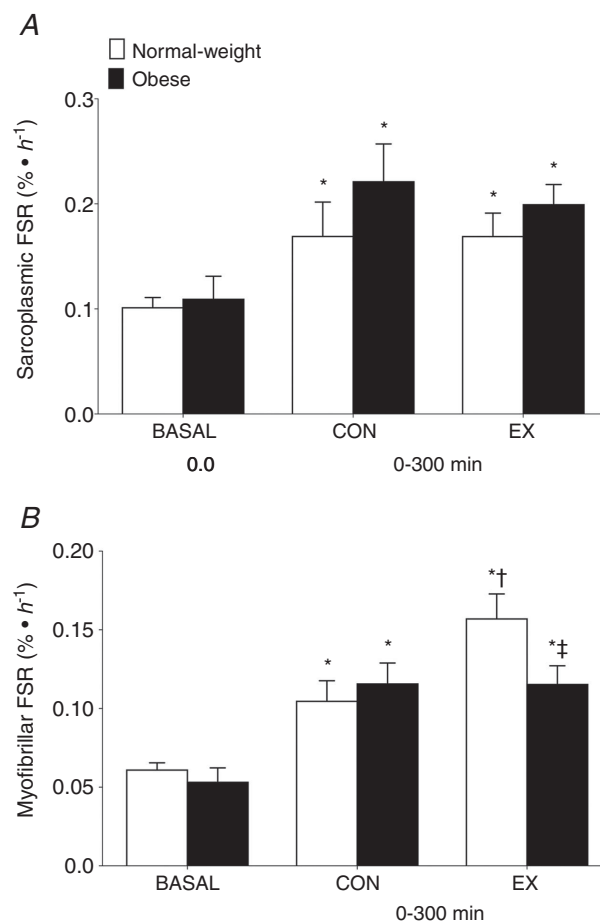 A
Normal-weight
Obese
Sarcoplasmic FSR (% • h⁻¹)
0.3
0.2
0.1
0.0
* * * *
BASAL CON EX
0.0 0-300 min
B
Myofibrillar FSR (% • h⁻¹)
0.20
0.15
0.10
0.05
0.0
* * *† *‡
BASAL CON EX
0-300 min